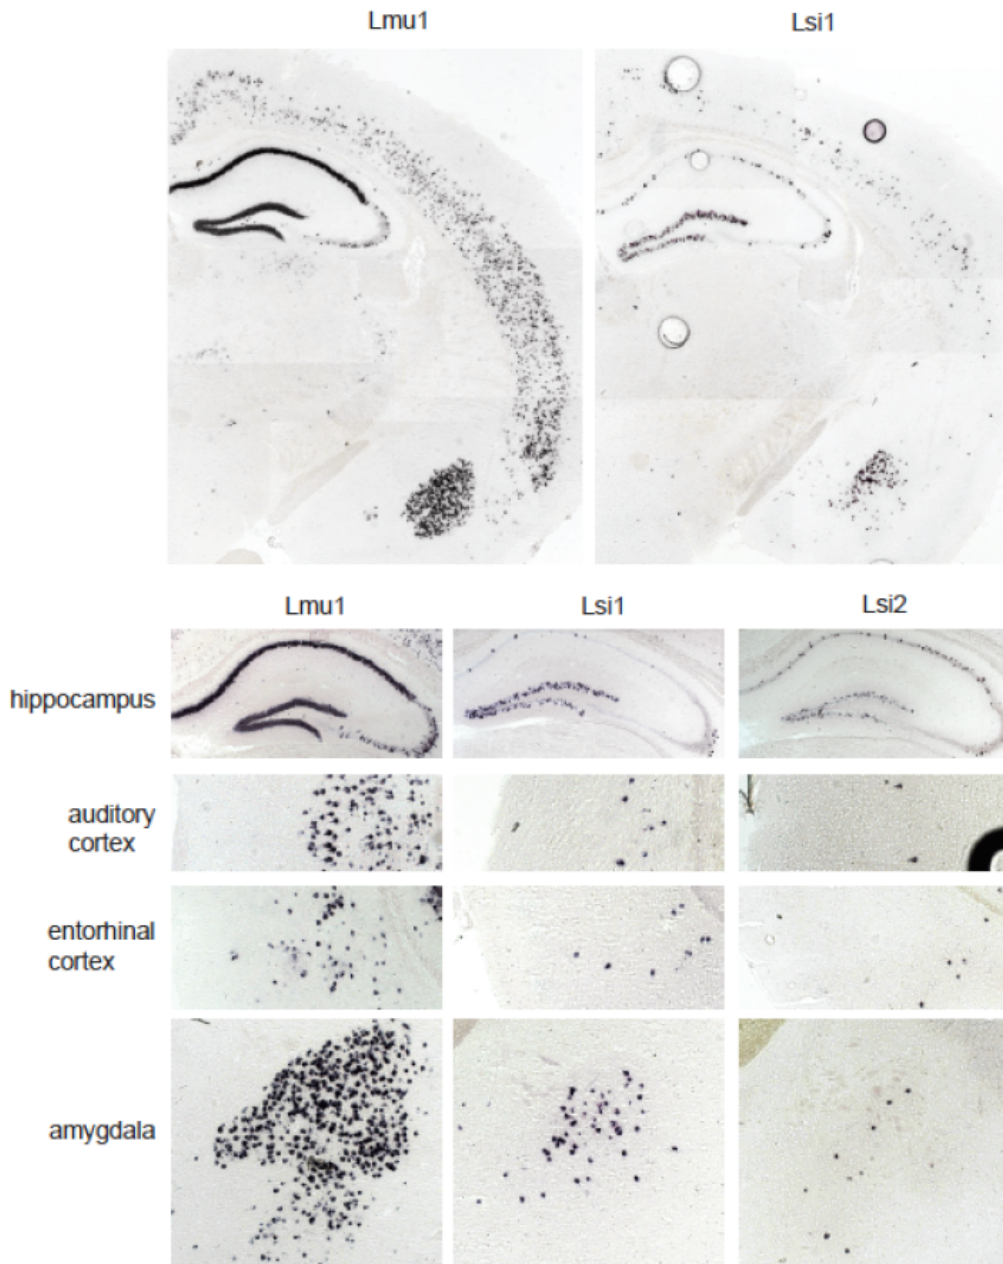 Lmu1
Lsi1
Lmu1
Lsi1
Lsi2
hippocampus
auditory
cortex
entorhinal
cortex
amygdala